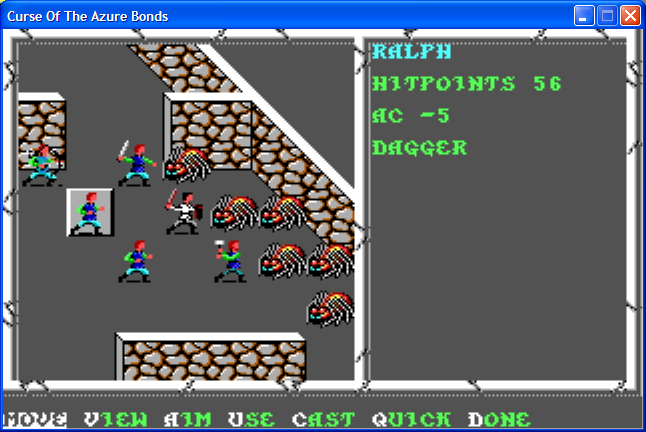 Curse Of The Azure Bonds
RALPH
HITPOINTS 56
AC -5
DAGGER
MOVE VIEW AIM USE CAST QUICK DONE